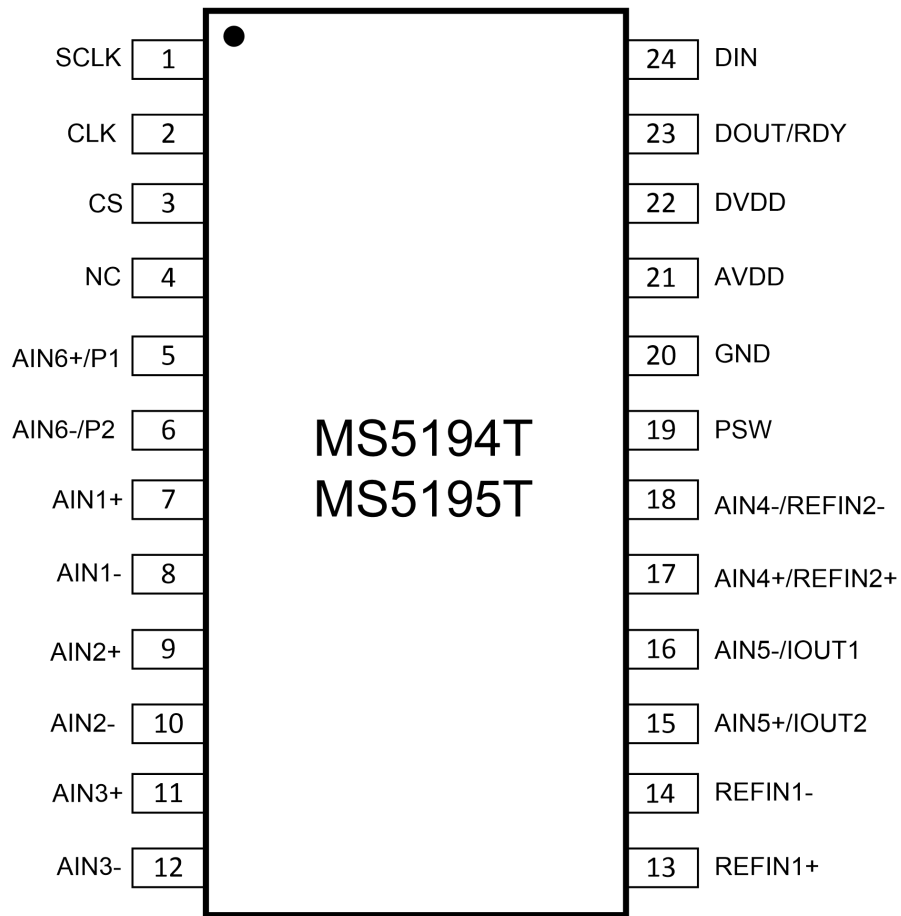 SCLK 1 24 DIN
CLK 2 23 DOUT/RDY
CS 3 22 DVDD
NC 4 21 AVDD
AIN6+/P1 5 20 GND
AIN6-/P2 6 19 PSW
MS5194T
MS5195T
AIN1+ 7 18 AIN4-/REFIN2-
AIN1- 8 17 AIN4+/REFIN2+
AIN2+ 9 16 AIN5-/IOUT1
AIN2- 10 15 AIN5+/IOUT2
AIN3+ 11 14 REFIN1-
AIN3- 12 13 REFIN1+